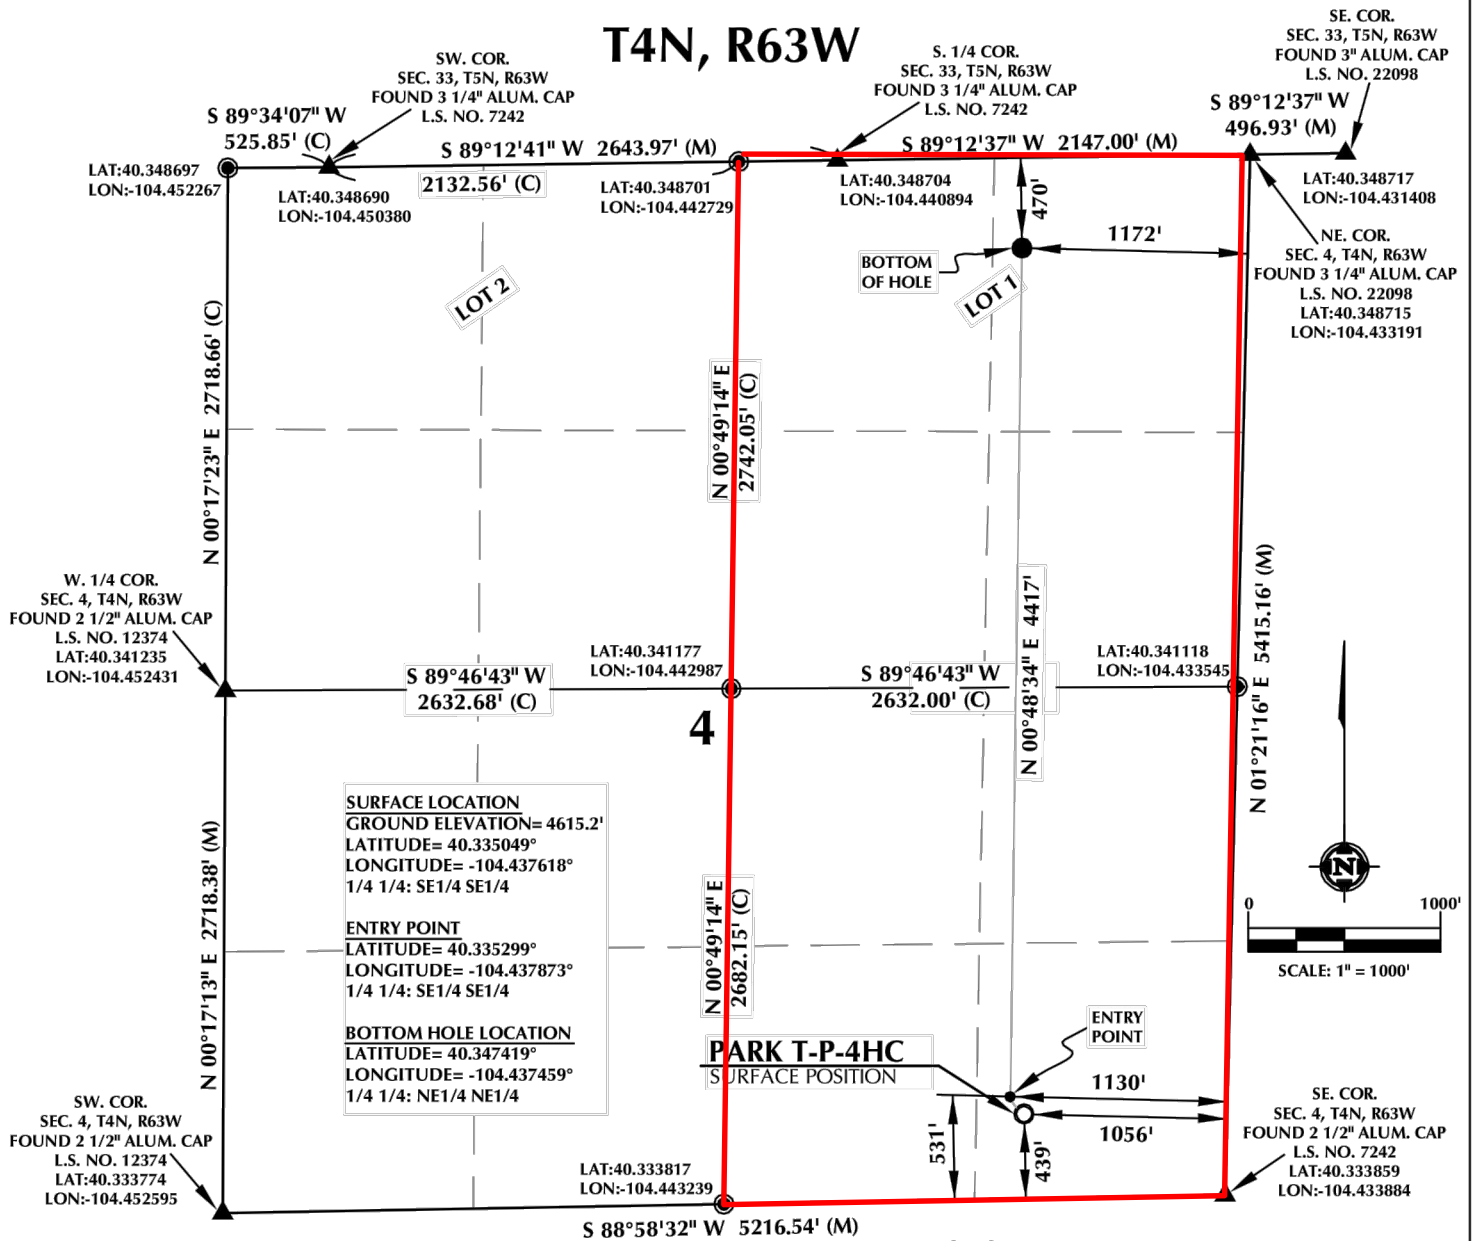 T4N, R63W
SW. COR.
SEC. 33, T5N, R63W
FOUND 3 1/4" ALUM. CAP
L.S. NO. 7242
S. 1/4 COR.
SEC. 33, T5N, R63W
FOUND 3 1/4" ALUM. CAP
L.S. NO. 7242
SE. COR.
SEC. 33, T5N, R63W
FOUND 3" ALUM. CAP
L.S. NO. 22098
S 89°34'07" W
525.85' (C)
S 89°12'41" W 2643.97' (M)
2132.56' (C)
S 89°12'37" W 2147.00' (M)
S 89°12'37" W
496.93' (M)
LAT:40.348697
LON:-104.452267
LAT:40.348690
LON:-104.450380
LAT:40.348701
LON:-104.442729
LAT:40.348704
LON:-104.440894
LAT:40.348717
LON:-104.431408
NE. COR.
SEC. 4, T4N, R63W
FOUND 3 1/4" ALUM. CAP
L.S. NO. 22098
LAT:40.348715
LON:-104.433191
470'
1172'
BOTTOM
OF HOLE
LOT 2
LOT 1
N 00°17'23" E 2718.66' (C)
N 00°49'14" E
2742.05' (C)
N 00°48'34" E 4417'
N 01°21'16" E 5415.16' (M)
W. 1/4 COR.
SEC. 4, T4N, R63W
FOUND 2 1/2" ALUM. CAP
L.S. NO. 12374
LAT:40.341235
LON:-104.452431
S 89°46'43" W
2632.68' (C)
LAT:40.341177
LON:-104.442987
S 89°46'43" W
2632.00' (C)
LAT:40.341118
LON:-104.433545
4
SURFACE LOCATION
GROUND ELEVATION= 4615.2'
LATITUDE= 40.335049°
LONGITUDE= -104.437618°
1/4 1/4: SE1/4 SE1/4
ENTRY POINT
LATITUDE= 40.335299°
LONGITUDE= -104.437873°
1/4 1/4: SE1/4 SE1/4
BOTTOM HOLE LOCATION
LATITUDE= 40.347419°
LONGITUDE= -104.437459°
1/4 1/4: NE1/4 NE1/4
N 00°17'13" E 2718.38' (M)
N 00°49'14" E
2682.15' (C)
N
0 1000'
SCALE: 1" = 1000'
ENTRY
POINT
PARK T-P-4HC
SURFACE POSITION
1130'
1056'
531'
439'
SW. COR.
SEC. 4, T4N, R63W
FOUND 2 1/2" ALUM. CAP
L.S. NO. 12374
LAT:40.333774
LON:-104.452595
LAT:40.333817
LON:-104.443239
SE. COR.
SEC. 4, T4N, R63W
FOUND 2 1/2" ALUM. CAP
L.S. NO. 7242
LAT:40.333859
LON:-104.433884
S 88°58'32" W 5216.54' (M)